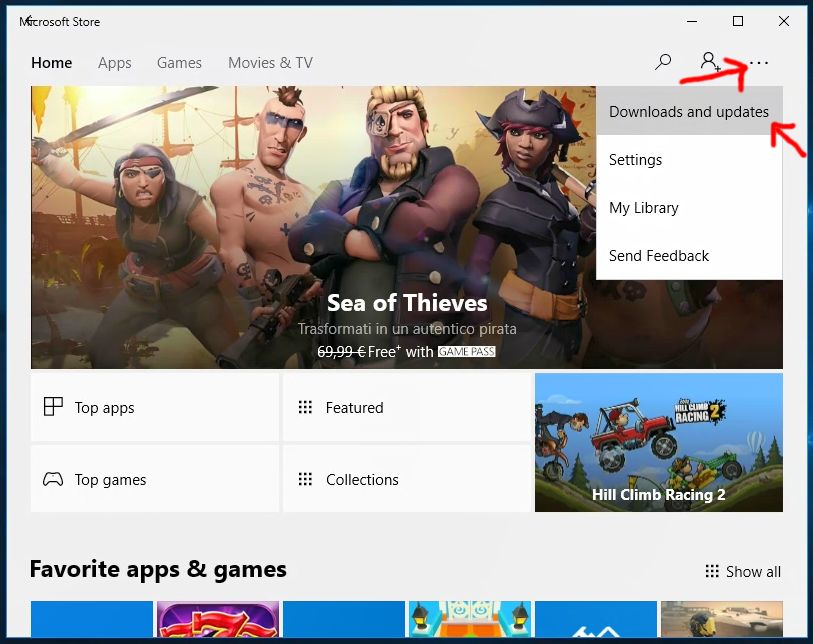 Microsoft Store
Home Apps Games Movies & TV
Downloads and updates
Settings
My Library
Send Feedback
Sea of Thieves
Trasformati in un autentico pirata
69,99 € Free+ with GAME PASS
Top apps
Featured
HILL CLIMB
RACING 2
Top games
Collections
Hill Climb Racing 2
Favorite apps & games
Show all
777